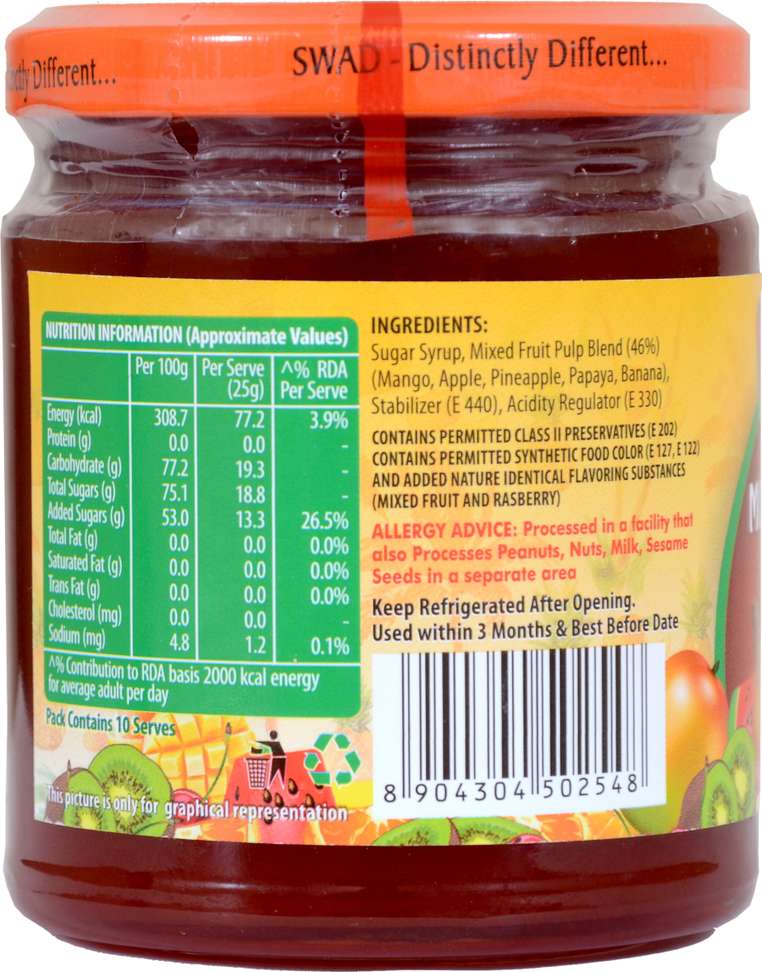 ctly Different... SWAD - Distinctly Different...
NUTRITION INFORMATION (Approximate Values)
Per 100g Per Serve (25g) ^% RDA Per Serve
Energy (kcal) 308.7 77.2 3.9%
Protein (g) 0.0 0.0 -
Carbohydrate (g) 77.2 19.3 -
Total Sugars (g) 75.1 18.8 -
Added Sugars (g) 53.0 13.3 26.5%
Total Fat (g) 0.0 0.0 0.0%
Saturated Fat (g) 0.0 0.0 0.0%
Trans Fat (g) 0.0 0.0 0.0%
Cholesterol (mg) 0.0 0.0 -
Sodium (mg) 4.8 1.2 0.1%
^% Contribution to RDA basis 2000 kcal energy
for average adult per day
Pack Contains 10 Serves
This picture is only for graphical representation
INGREDIENTS:
Sugar Syrup, Mixed Fruit Pulp Blend (46%)
(Mango, Apple, Pineapple, Papaya, Banana),
Stabilizer (E 440), Acidity Regulator (E 330)
CONTAINS PERMITTED CLASS II PRESERVATIVES (E 202)
CONTAINS PERMITTED SYNTHETIC FOOD COLOR (E 127, E 122)
AND ADDED NATURE IDENTICAL FLAVORING SUBSTANCES
(MIXED FRUIT AND RASBERRY)
ALLERGY ADVICE: Processed in a facility that
also Processes Peanuts, Nuts, Milk, Sesame
Seeds in a separate area
Keep Refrigerated After Opening.
Used within 3 Months & Best Before Date
8 904304 502548
M